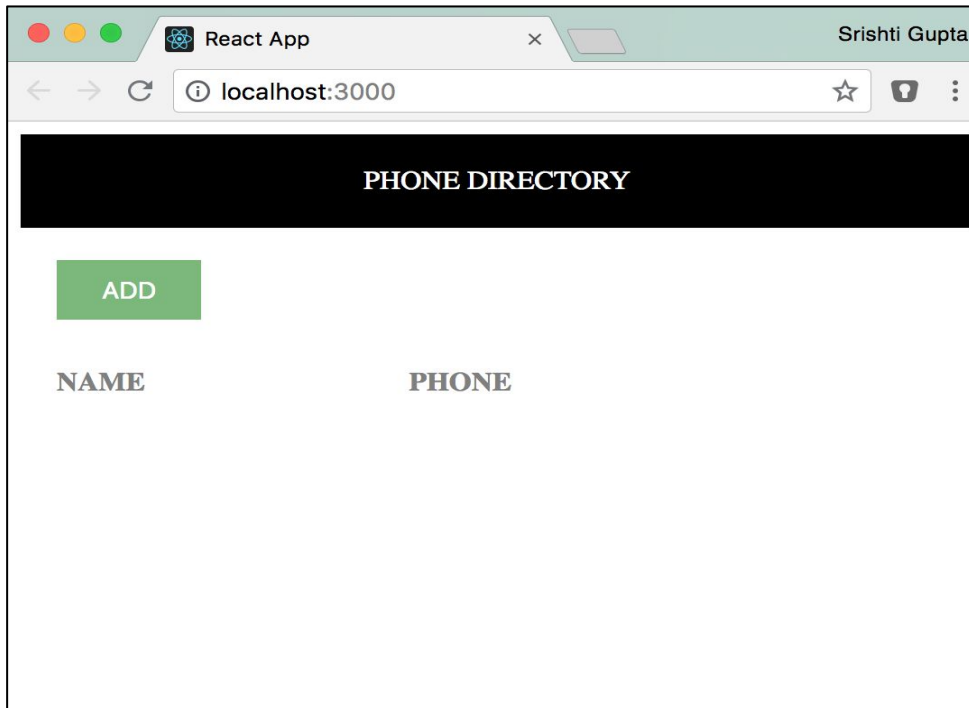 React App
Srishti Gupta
localhost:3000
PHONE DIRECTORY
ADD
NAME PHONE